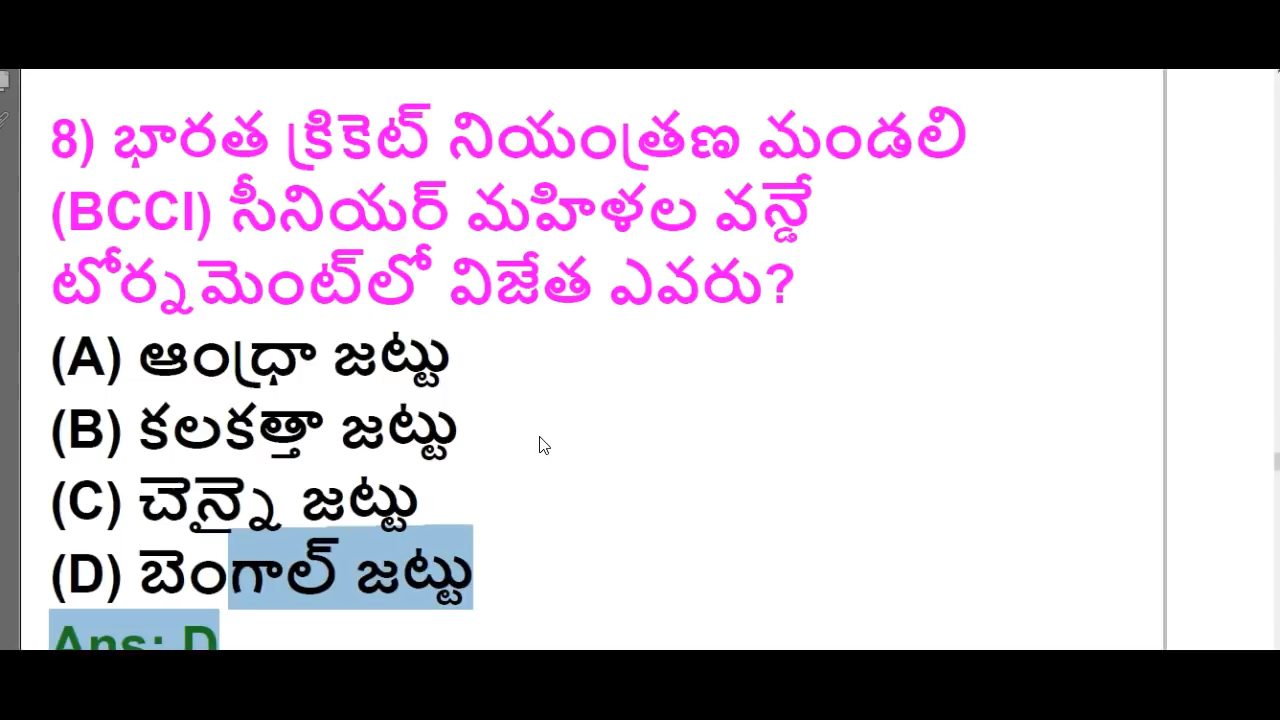 8) భారత క్రికెట్ నియంత్రణ మండలి
(BCCI) సీనియర్ మహిళల వన్డే
టోర్నమెంట్‌లో విజేత ఎవరు?
(A) ఆంధ్రా జట్టు
(B) కలకత్తా జట్టు
(C) చెన్నై జట్టు
(D) బెంగాల్ జట్టు
Ans: D